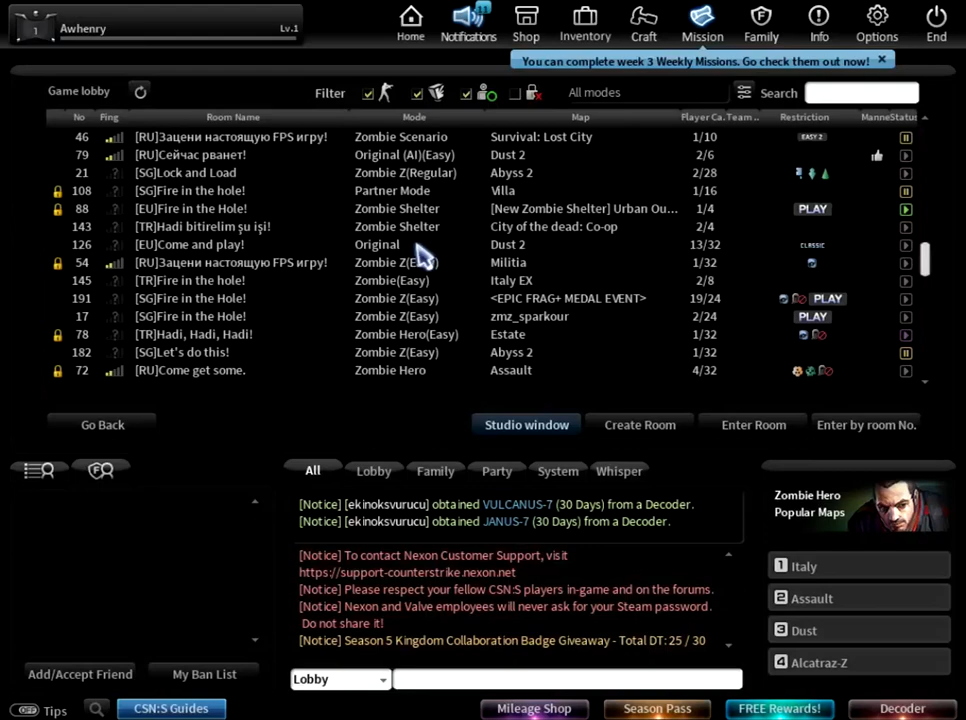 1 Awhenry Lv.1
11
Home Notifications Shop Inventory Craft Mission Family Info Options End
You can complete week 3 Weekly Missions. Go check them out now! ×
Game lobby Filter All modes Search
No Ping Room Name Mode Map Player Ca.. Team .. Restriction Manne Status
46 [RU]Зацени настоящую FPS игру! Zombie Scenario Survival: Lost City 1/10 EASY 2
79 [RU]Сейчас рванет! Original (AI)(Easy) Dust 2 2/6
21 [SG]Lock and Load Zombie Z(Regular) Abyss 2 2/28
108 [SG]Fire in the hole! Partner Mode Villa 1/16
88 [EU]Fire in the Hole! Zombie Shelter [New Zombie Shelter] Urban Ou... 1/4 PLAY
143 [TR]Hadi bitirelim şu işi! Zombie Shelter City of the dead: Co-op 2/4
126 [EU]Come and play! Original Dust 2 13/32 CLASSIC
54 [RU]Зацени настоящую FPS игру! Zombie Z(Easy) Militia 1/32
145 [TR]Fire in the hole! Zombie(Easy) Italy EX 2/8
191 [SG]Fire in the Hole! Zombie Z(Easy) <EPIC FRAG+ MEDAL EVENT> 19/24 PLAY
17 [SG]Fire in the Hole! Zombie Z(Easy) zmz_sparkour 2/24 PLAY
78 [TR]Hadi, Hadi, Hadi! Zombie Hero(Easy) Estate 1/32
182 [SG]Let's do this! Zombie Z(Easy) Abyss 2 1/32
72 [RU]Come get some. Zombie Hero Assault 4/32
Go Back Studio window Create Room Enter Room Enter by room No.
All Lobby Family Party System Whisper
[Notice] [ekinoksvurucu] obtained VULCANUS-7 (30 Days) from a Decoder.
[Notice] [ekinoksvurucu] obtained JANUS-7 (30 Days) from a Decoder.
[Notice] To contact Nexon Customer Support, visit
https://support-counterstrike.nexon.net
[Notice] Please respect your fellow CSN:S players in-game and on the forums.
[Notice] Nexon and Valve employees will never ask for your Steam password.
Do not share it!
[Notice] Season 5 Kingdom Collaboration Badge Giveaway - Total DT: 25 / 30
Zombie Hero
Popular Maps
1 Italy
2 Assault
3 Dust
4 Alcatraz-Z
Add/Accept Friend My Ban List Lobby
OFF Tips CSN:S Guides Mileage Shop Season Pass FREE Rewards! Decoder